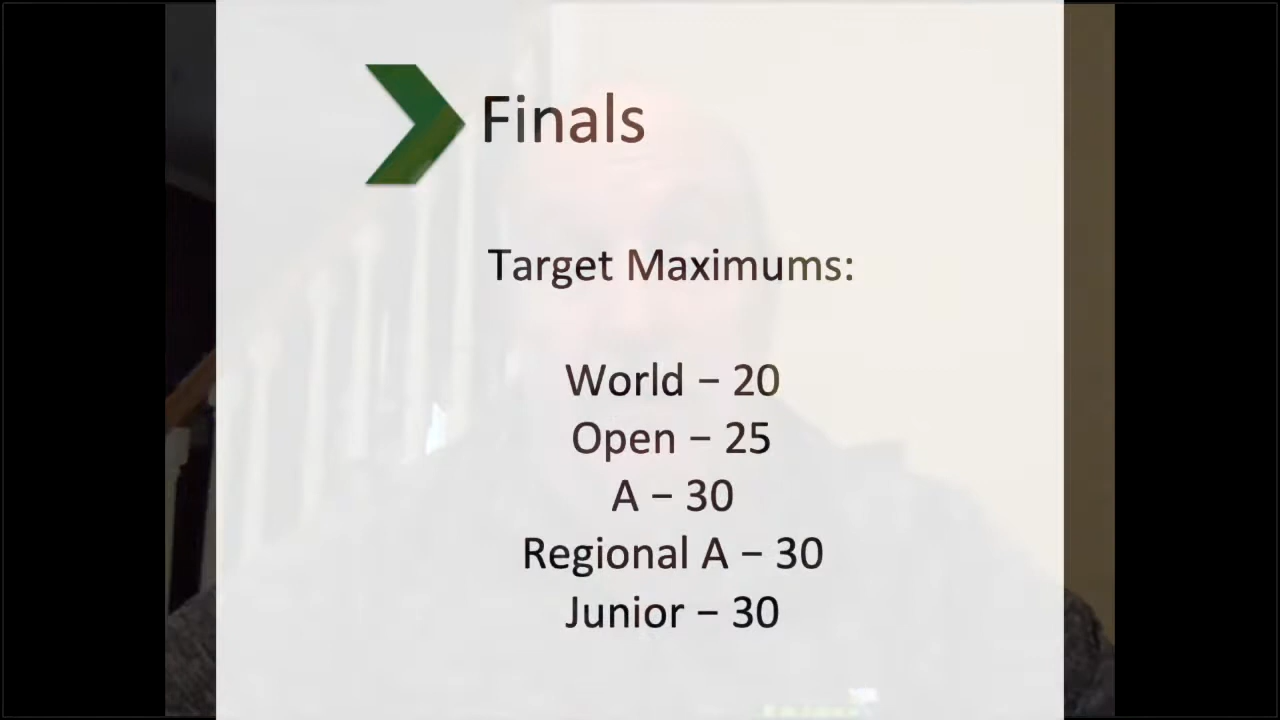 Finals
Target Maximums:
World – 20
Open – 25
A – 30
Regional A – 30
Junior – 30